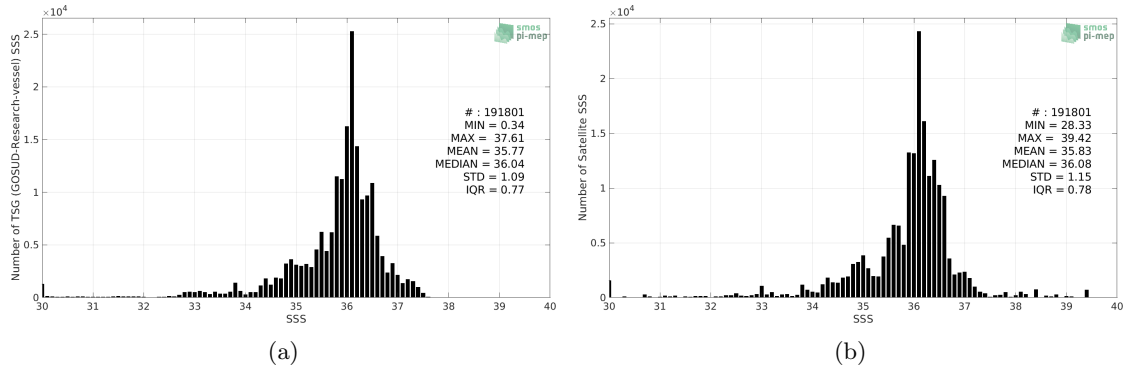 ×10⁴
2.5
2
1.5
1
0.5
0
30 31 32 33 34 35 36 37 38 39 40
SSS
Number of TSG (GOSUD-Research-vessel) SSS
smos
pi-mep
# : 191801
MIN = 0.34
MAX = 37.61
MEAN = 35.77
MEDIAN = 36.04
STD = 1.09
IQR = 0.77
(a)
×10⁴
2.5
2
1.5
1
0.5
0
30 31 32 33 34 35 36 37 38 39 40
SSS
Number of Satellite SSS
smos
pi-mep
# : 191801
MIN = 28.33
MAX = 39.42
MEAN = 35.83
MEDIAN = 36.08
STD = 1.15
IQR = 0.78
(b)